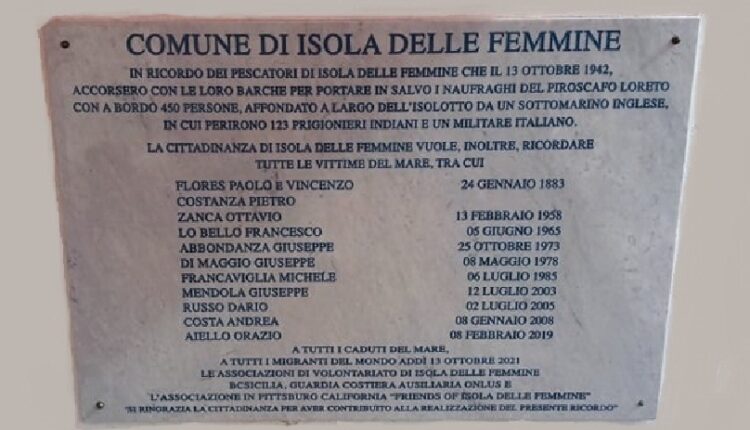 COMUNE DI ISOLA DELLE FEMMINE
IN RICORDO DEI PESCATORI DI ISOLA DELLE FEMMINE CHE IL 13 OTTOBRE 1942,
ACCORSERO CON LE LORO BARCHE PER PORTARE IN SALVO I NAUFRAGHI DEL PIROSCAFO LORETO
CON A BORDO 450 PERSONE, AFFONDATO A LARGO DELL'ISOLOTTO DA UN SOTTOMARINO INGLESE,
IN CUI PERIRONO 123 PRIGIONIERI INDIANI E UN MILITARE ITALIANO.
LA CITTADINANZA DI ISOLA DELLE FEMMINE VUOLE, INOLTRE, RICORDARE
TUTTE LE VITTIME DEL MARE, TRA CUI
FLORES PAOLO E VINCENZO 24 GENNAIO 1883
COSTANZA PIETRO
ZANCA OTTAVIO 13 FEBBRAIO 1958
LO BELLO FRANCESCO 05 GIUGNO 1965
ABBONDANZA GIUSEPPE 25 OTTOBRE 1973
DI MAGGIO GIUSEPPE 08 MAGGIO 1978
FRANCAVIGLIA MICHELE 06 LUGLIO 1985
MENDOLA GIUSEPPE 12 LUGLIO 2003
RUSSO DARIO 02 LUGLIO 2005
COSTA ANDREA 08 GENNAIO 2008
AIELLO ORAZIO 08 FEBBRAIO 2019
A TUTTI I CADUTI DEL MARE,
A TUTTI I MIGRANTI DEL MONDO ADDÌ 13 OTTOBRE 2021
LE ASSOCIAZIONI DI VOLONTARIATO DI ISOLA DELLE FEMMINE
BCSICILIA, GUARDIA COSTIERA AUSILIARIA ONLUS E
L'ASSOCIAZIONE IN PITTSBURG CALIFORNIA "FRIENDS OF ISOLA DELLE FEMMINE"
"SI RINGRAZIA LA CITTADINANZA PER AVER CONTRIBUITO ALLA REALIZZAZIONE DEL PRESENTE RICORDO"